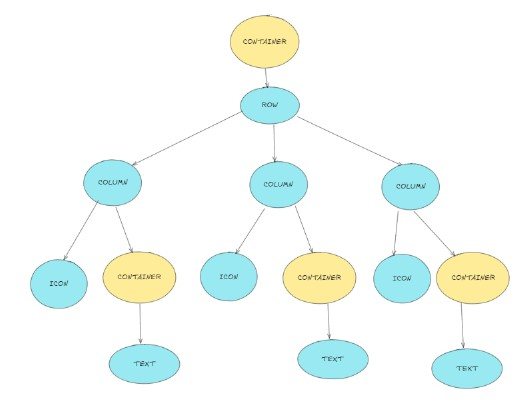 CONTAINER
ROW
COLUMN
COLUMN
COLUMN
ICON
CONTAINER
ICON
CONTAINER
ICON
CONTAINER
TEXT
TEXT
TEXT